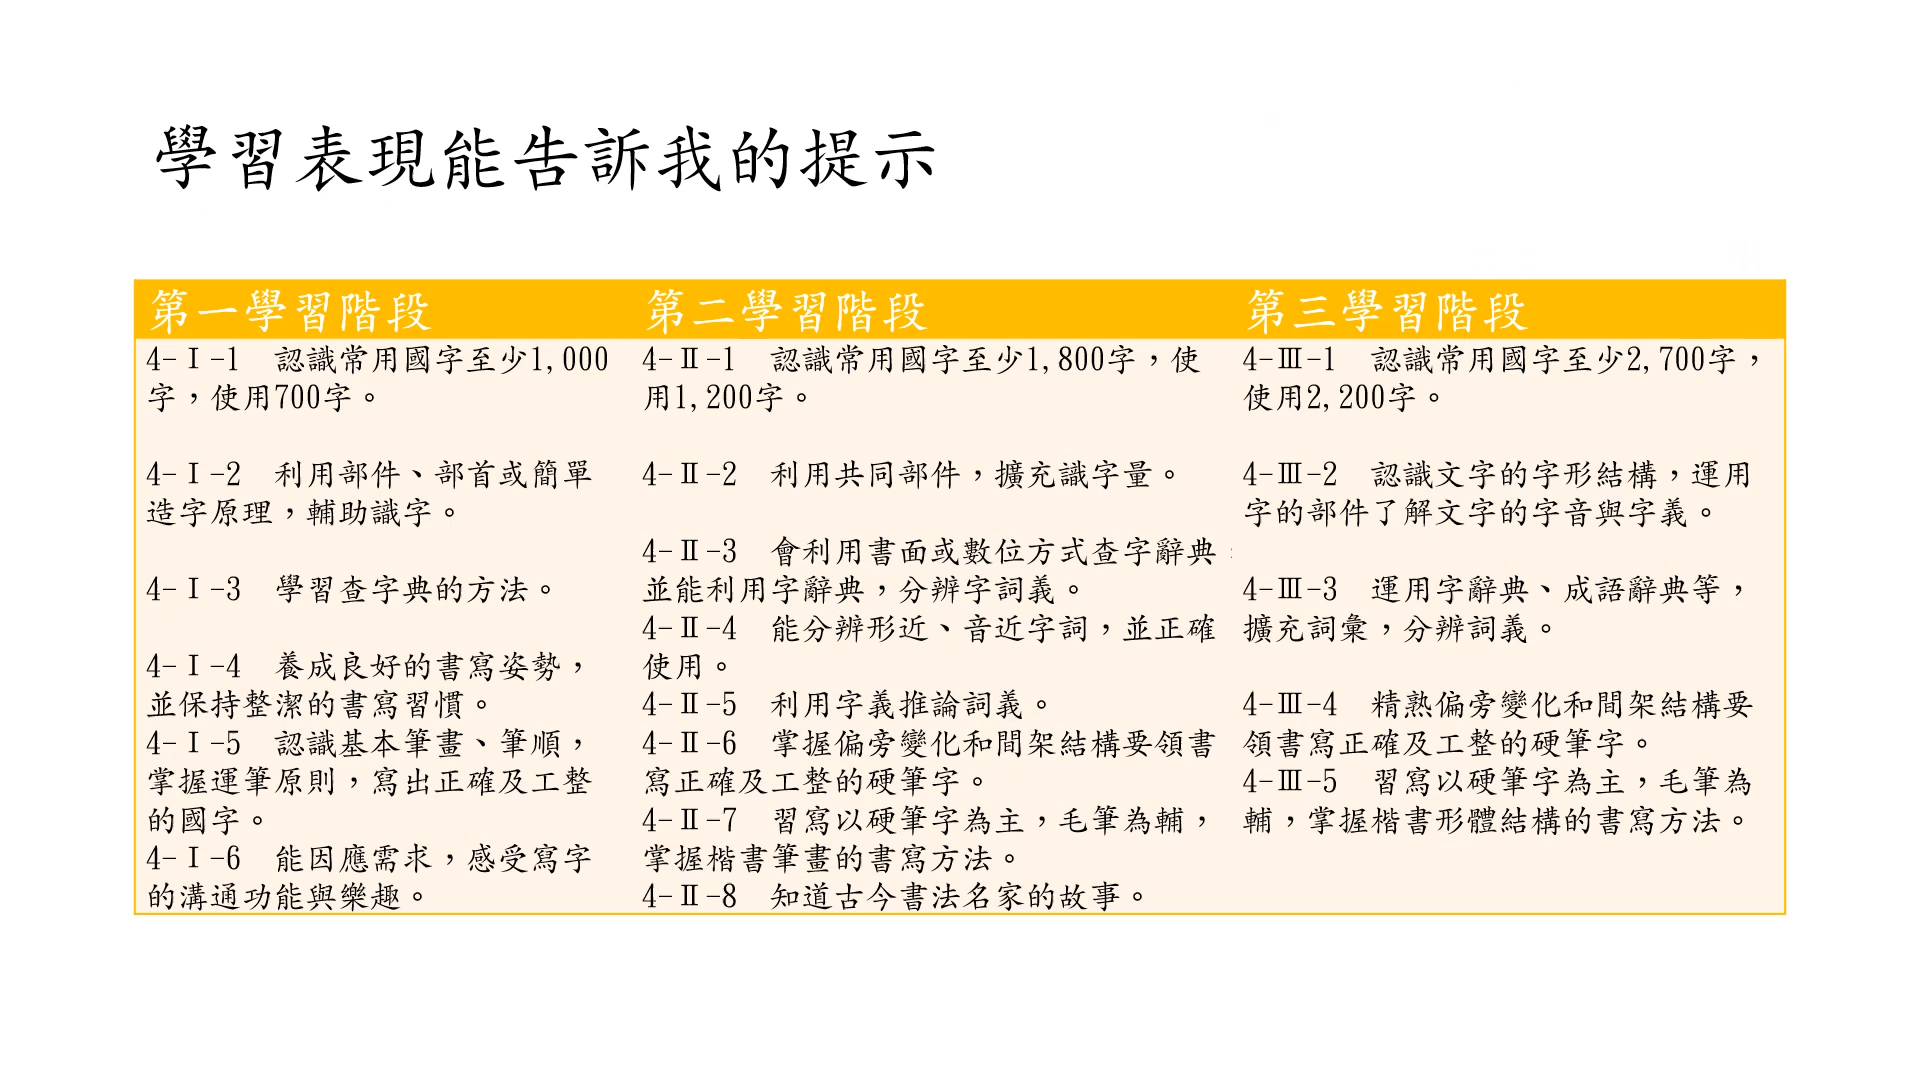 學習表現能告訴我的提示
第一學習階段
4-Ⅰ-1 認識常用國字至少1,000
字，使用700字。
4-Ⅰ-2 利用部件、部首或簡單
造字原理，輔助識字。
4-Ⅰ-3 學習查字典的方法。
4-Ⅰ-4 養成良好的書寫姿勢，
並保持整潔的書寫習慣。
4-Ⅰ-5 認識基本筆畫、筆順，
掌握運筆原則，寫出正確及工整
的國字。
4-Ⅰ-6 能因應需求，感受寫字
的溝通功能與樂趣。
第二學習階段
4-Ⅱ-1 認識常用國字至少1,800字，使
用1,200字。
4-Ⅱ-2 利用共同部件，擴充識字量。
4-Ⅱ-3 會利用書面或數位方式查字辭典，
並能利用字辭典，分辨字詞義。
4-Ⅱ-4 能分辨形近、音近字詞，並正確
使用。
4-Ⅱ-5 利用字義推論詞義。
4-Ⅱ-6 掌握偏旁變化和間架結構要領書
寫正確及工整的硬筆字。
4-Ⅱ-7 習寫以硬筆字為主，毛筆為輔，
掌握楷書筆畫的書寫方法。
4-Ⅱ-8 知道古今書法名家的故事。
第三學習階段
4-Ⅲ-1 認識常用國字至少2,700字，
使用2,200字。
4-Ⅲ-2 認識文字的字形結構，運用
字的部件了解文字的字音與字義。
4-Ⅲ-3 運用字辭典、成語辭典等，
擴充詞彙，分辨詞義。
4-Ⅲ-4 精熟偏旁變化和間架結構要
領書寫正確及工整的硬筆字。
4-Ⅲ-5 習寫以硬筆字為主，毛筆為
輔，掌握楷書形體結構的書寫方法。